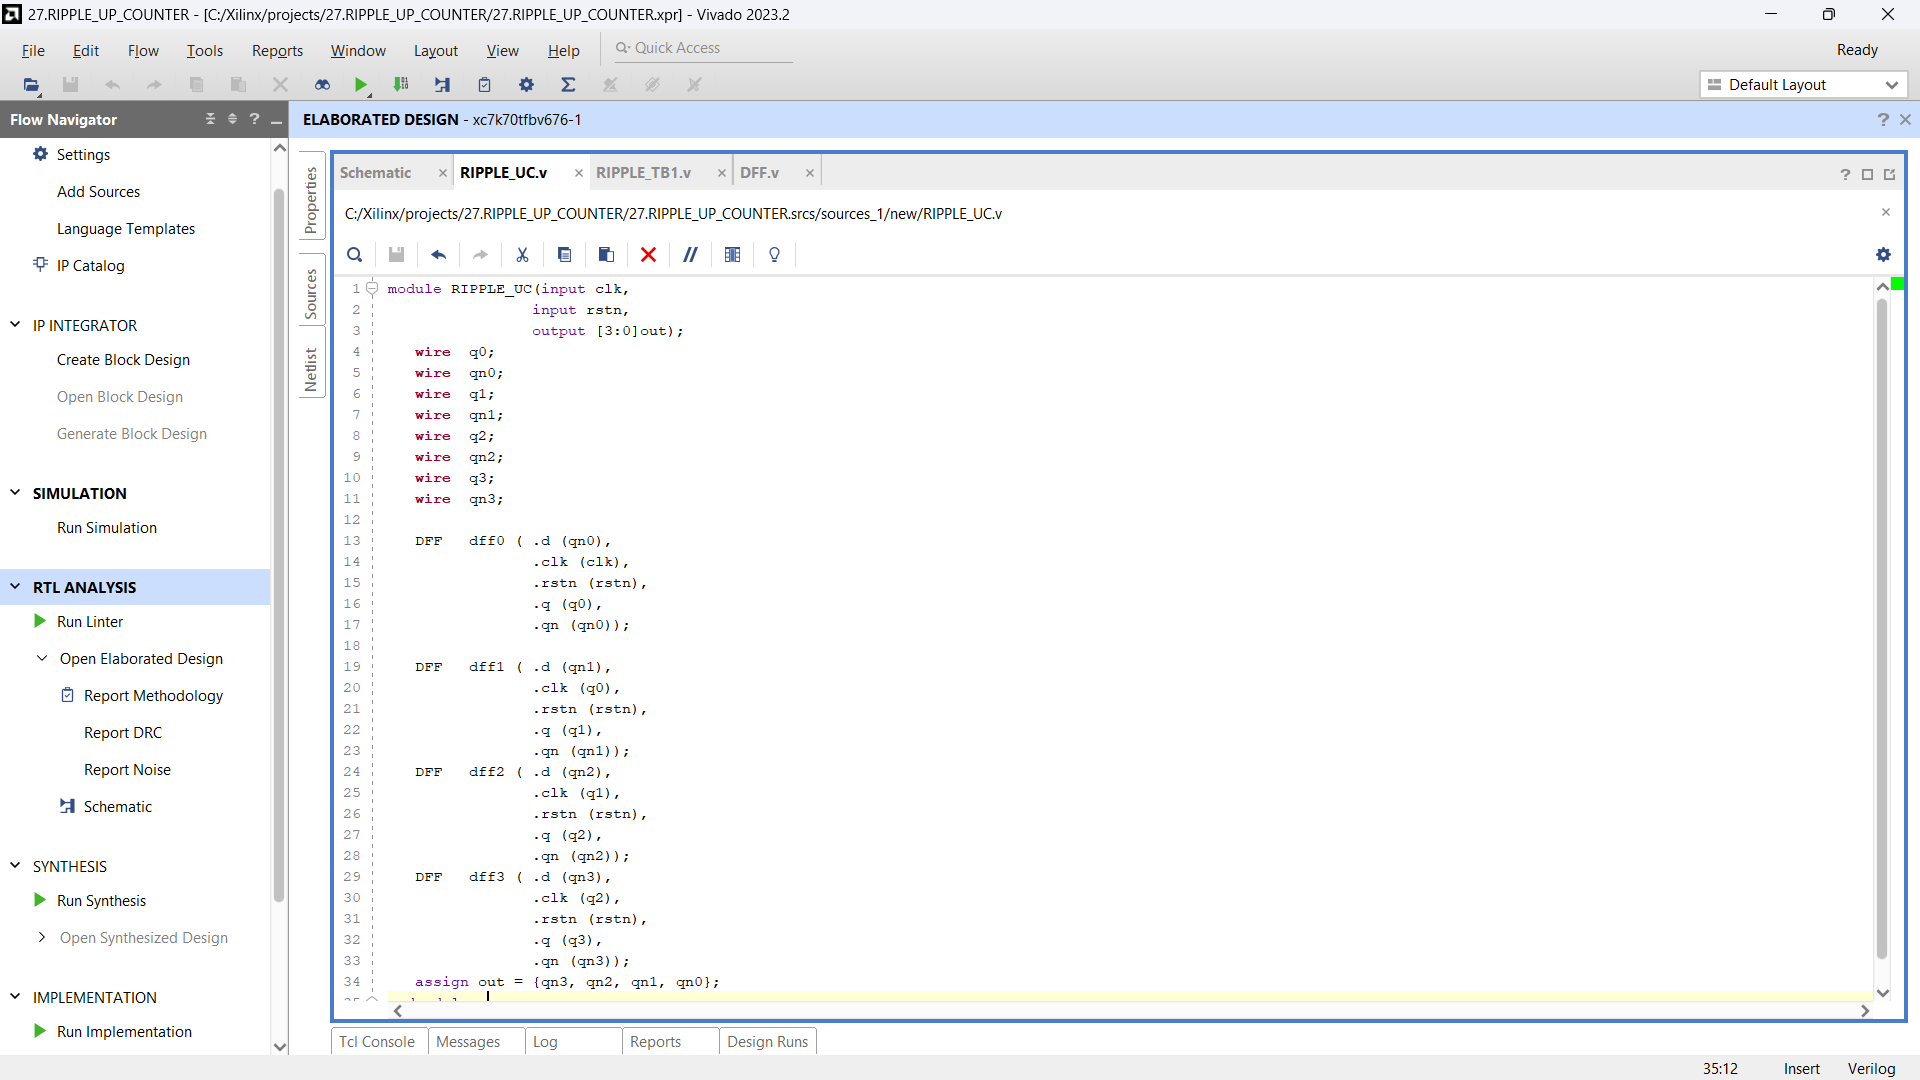 27.RIPPLE_UP_COUNTER - [C:/Xilinx/projects/27.RIPPLE_UP_COUNTER/27.RIPPLE_UP_COUNTER.xpr] - Vivado 2023.2
File Edit Flow Tools Reports Window Layout View Help Quick Access
Ready
Default Layout
Flow Navigator
?
ELABORATED DESIGN - xc7k70tfbv676-1
?
Settings
Add Sources
Language Templates
IP Catalog
IP INTEGRATOR
Create Block Design
Open Block Design
Generate Block Design
SIMULATION
Run Simulation
RTL ANALYSIS
Run Linter
Open Elaborated Design
Report Methodology
Report DRC
Report Noise
Schematic
SYNTHESIS
Run Synthesis
Open Synthesized Design
IMPLEMENTATION
Run Implementation
Properties
Sources
Netlist
Schematic RIPPLE_UC.v RIPPLE_TB1.v DFF.v
?
C:/Xilinx/projects/27.RIPPLE_UP_COUNTER/27.RIPPLE_UP_COUNTER.srcs/sources_1/new/RIPPLE_UC.v
1 module RIPPLE_UC(input clk,
2 input rstn,
3 output [3:0]out);
4 wire q0;
5 wire qn0;
6 wire q1;
7 wire qn1;
8 wire q2;
9 wire qn2;
10 wire q3;
11 wire qn3;
12
13 DFF dff0 ( .d (qn0),
14 .clk (clk),
15 .rstn (rstn),
16 .q (q0),
17 .qn (qn0));
18
19 DFF dff1 ( .d (qn1),
20 .clk (q0),
21 .rstn (rstn),
22 .q (q1),
23 .qn (qn1));
24 DFF dff2 ( .d (qn2),
25 .clk (q1),
26 .rstn (rstn),
27 .q (q2),
28 .qn (qn2));
29 DFF dff3 ( .d (qn3),
30 .clk (q2),
31 .rstn (rstn),
32 .q (q3),
33 .qn (qn3));
34 assign out = {qn3, qn2, qn1, qn0};
Tcl Console Messages Log Reports Design Runs
35:12 Insert Verilog